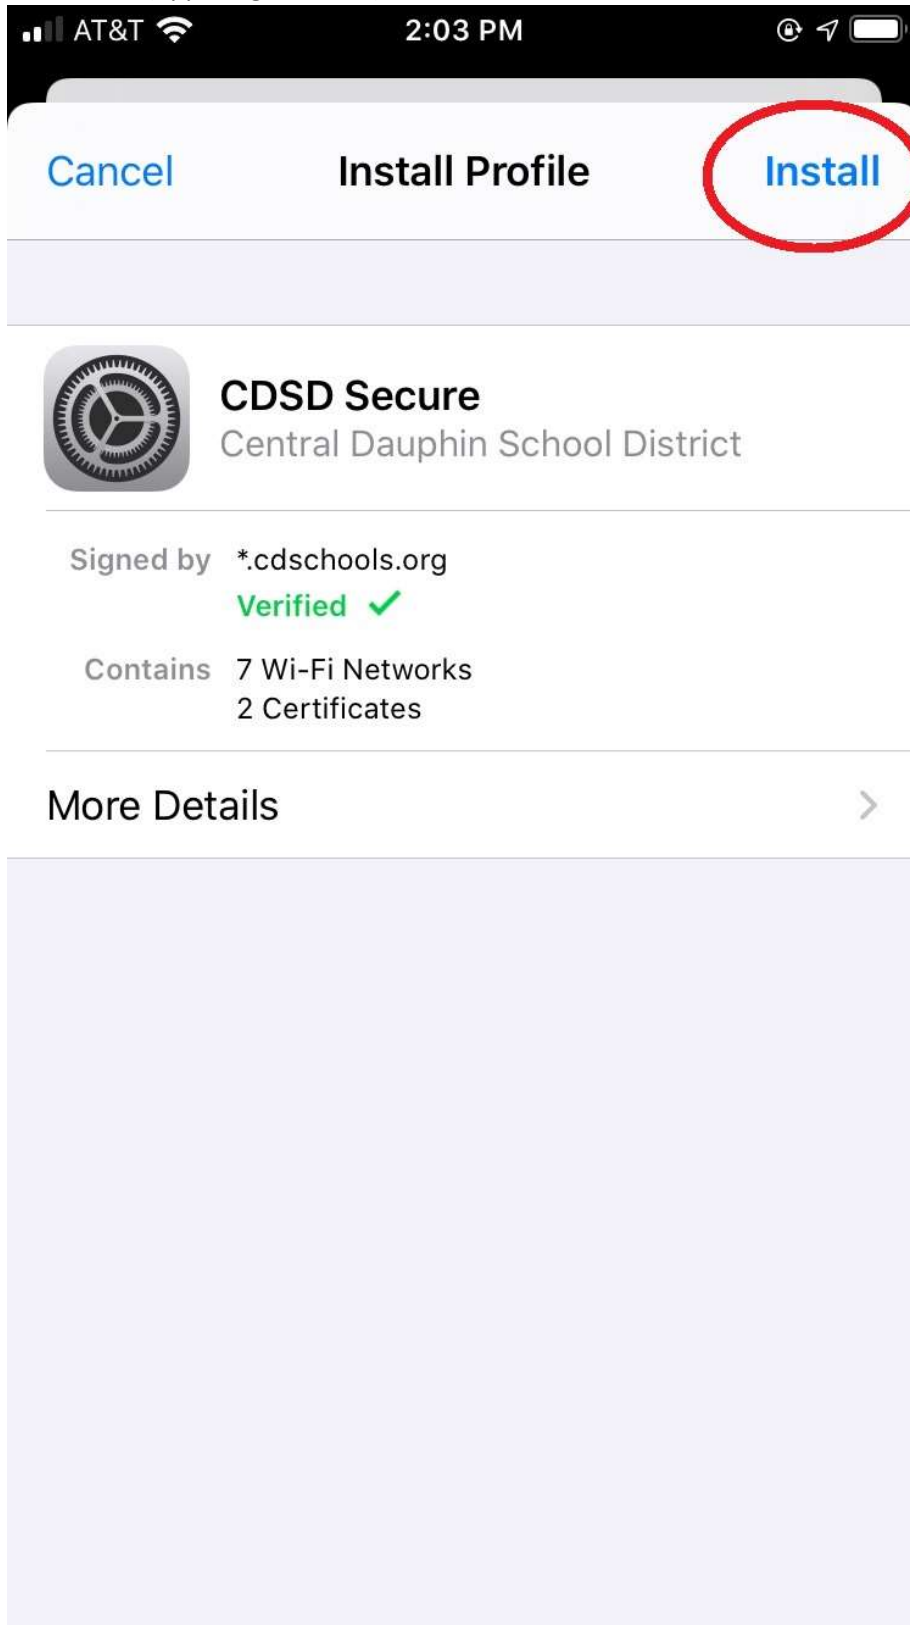 AT&T 2:03 PM
Cancel Install Profile Install
CDSD Secure
Central Dauphin School District
Signed by *.cdschools.org
Verified
Contains 7 Wi-Fi Networks
2 Certificates
More Details